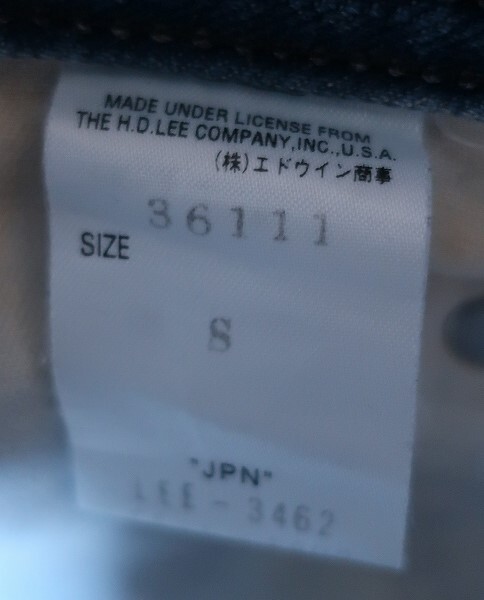 MADE UNDER LICENSE FROM
THE H.D.LEE COMPANY,INC.,U.S.A.
(株)エドウイン商事
36111
SIZE
S
"JPN"
LEE-3462